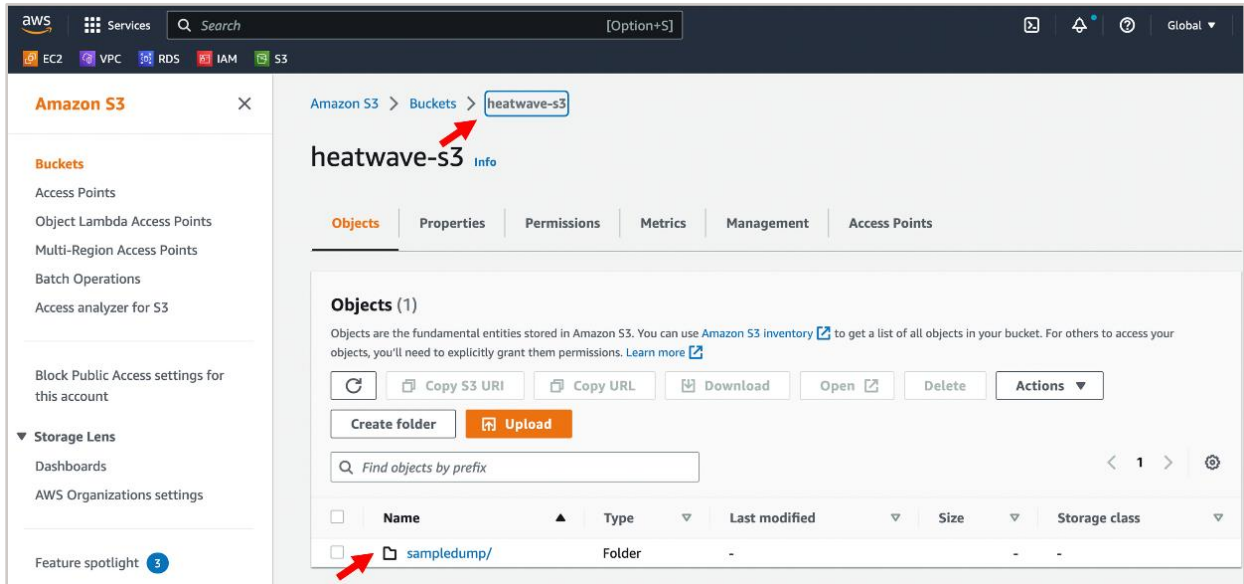 aws Services Search [Option+S] Global ▼
EC2 VPC RDS IAM S3
Amazon S3
Buckets
Access Points
Object Lambda Access Points
Multi-Region Access Points
Batch Operations
Access analyzer for S3
Block Public Access settings for
this account
▼ Storage Lens
Dashboards
AWS Organizations settings
Feature spotlight 3
Amazon S3 > Buckets > heatwave-s3
heatwave-s3 Info
Objects Properties Permissions Metrics Management Access Points
Objects (1)
Objects are the fundamental entities stored in Amazon S3. You can use Amazon S3 inventory to get a list of all objects in your bucket. For others to access your
objects, you'll need to explicitly grant them permissions. Learn more
Copy S3 URI Copy URL Download Open Delete Actions ▼
Create folder Upload
Find objects by prefix < 1 >
Name ▲ Type Last modified Size Storage class
sampledump/ Folder - - -